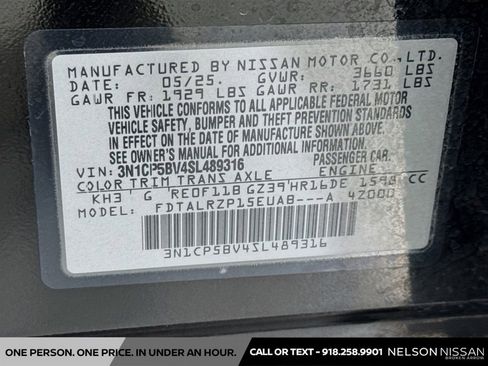 MANUFACTURED BY NISSAN MOTOR CO.,LTD.
DATE: 05/25. GVWR: 3660 LBS
GAWR FR: 1929 LBS GAWR RR: 1731 LBS
THIS VEHICLE CONFORMS TO ALL APPLICABLE FEDERAL MOTOR
VEHICLE SAFETY, BUMPER AND THEFT PREVENTION STANDARDS
IN EFFECT ON THE DATE OF MANUFACTURE SHOWN ABOVE.
SEE OWNER MANUAL FOR ADDITIONAL INFORMATION.
VIN: 3N1CP5BV4SL489316 PASSENGER CAR
COLOR TRIM TRANS AXLE ENGINE:
KH3 G RE0F11B GZ39 HR16DE 1598 CC
MODEL: FDTALRZP15EUAB---A 42000
3N1CP5BV4SL489316
ONE PERSON. ONE PRICE. IN UNDER AN HOUR. CALL OR TEXT - 918.258.9901 NELSON NISSAN
BROKEN ARROW